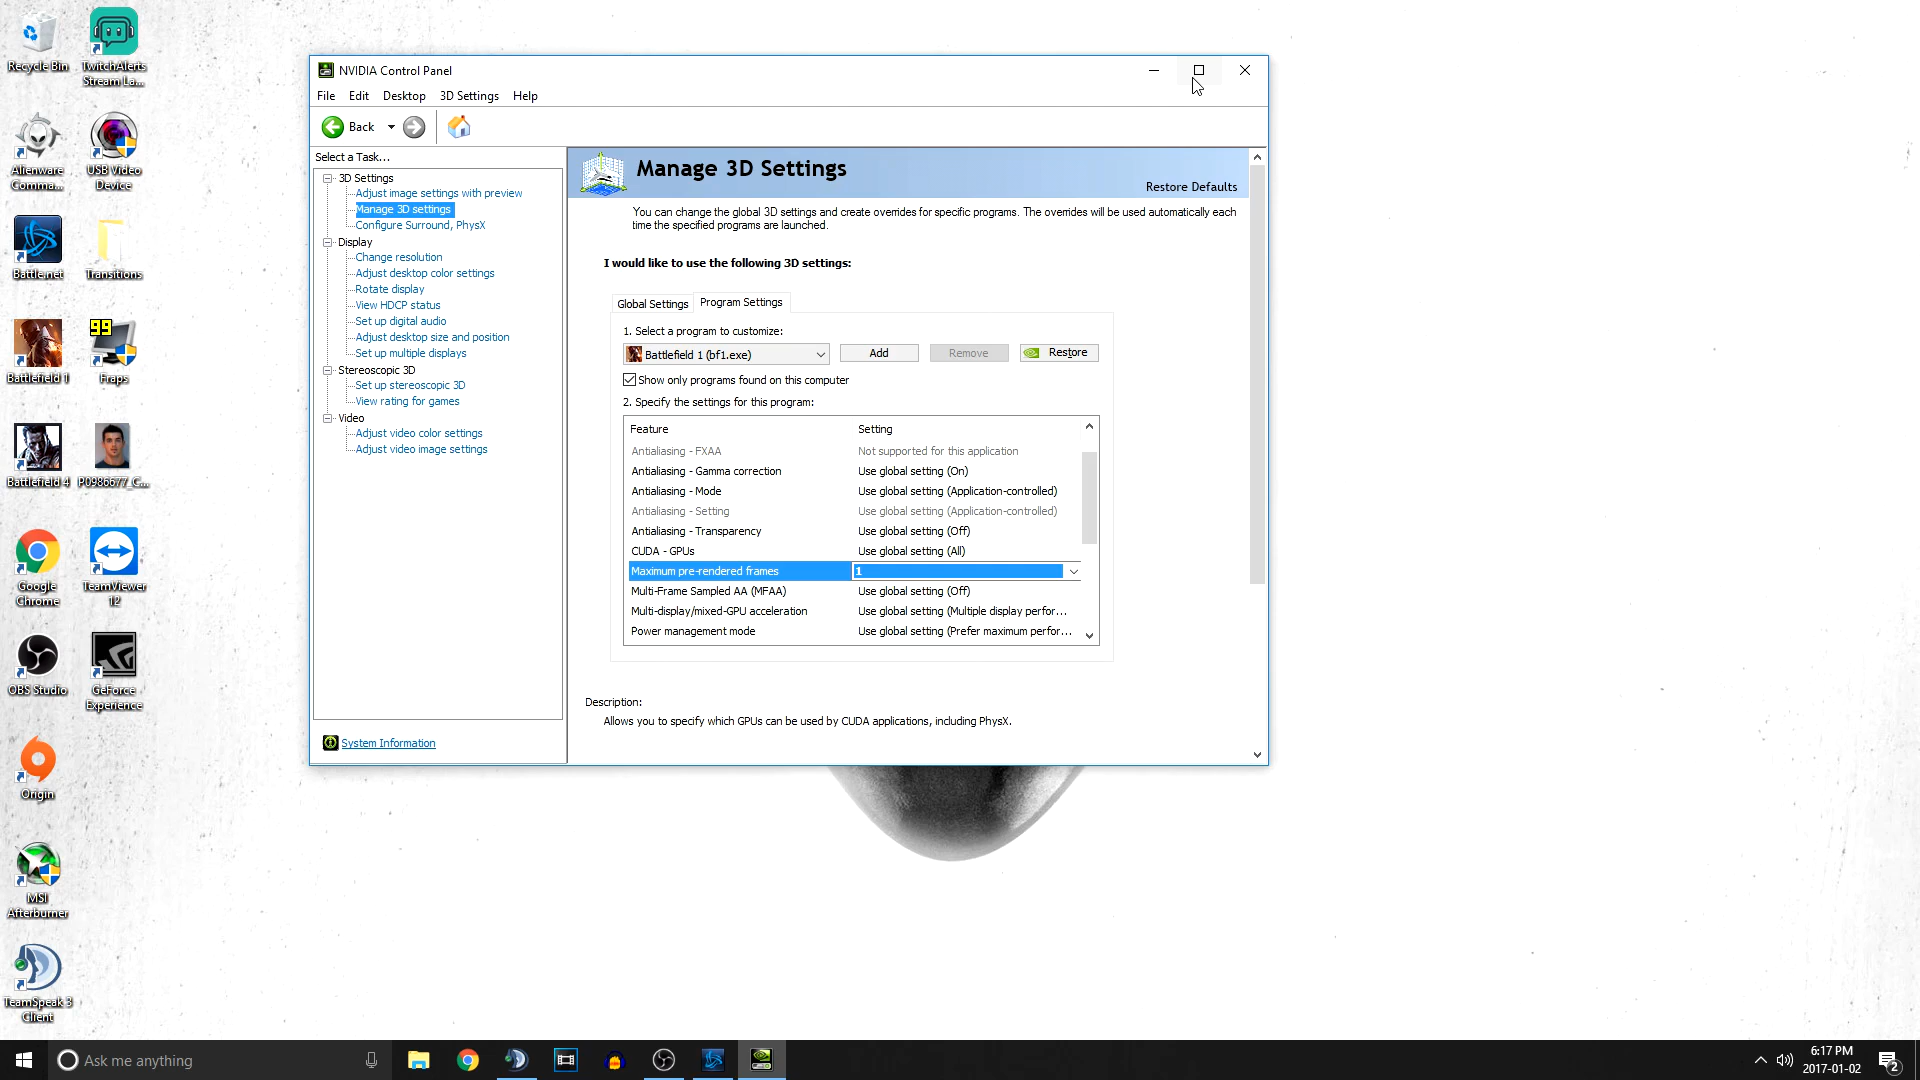 Recycle Bin
TwitchAlerts
Stream La...
Alienware
Comma...
USB Video
Device
Battle.net
Transitions
Battlefield 1
99
Fraps
Battlefield 4
P0986677_C...
Google
Chrome
TeamViewer
12
OBS Studio
GeForce
Experience
Origin
MSI
Afterburner
TeamSpeak 3
Client
NVIDIA Control Panel
File Edit Desktop 3D Settings Help
Back
Select a Task...
3D Settings
Adjust image settings with preview
Manage 3D settings
Configure Surround, PhysX
Display
Change resolution
Adjust desktop color settings
Rotate display
View HDCP status
Set up digital audio
Adjust desktop size and position
Set up multiple displays
Stereoscopic 3D
Set up stereoscopic 3D
View rating for games
Video
Adjust video color settings
Adjust video image settings
System Information
Manage 3D Settings
Restore Defaults
You can change the global 3D settings and create overrides for specific programs. The overrides will be used automatically each
time the specified programs are launched.
I would like to use the following 3D settings:
Global Settings Program Settings
1. Select a program to customize:
Battlefield 1 (bf1.exe) Add Remove Restore
Show only programs found on this computer
2. Specify the settings for this program:
Feature Setting
Antialiasing - FXAA Not supported for this application
Antialiasing - Gamma correction Use global setting (On)
Antialiasing - Mode Use global setting (Application-controlled)
Antialiasing - Setting Use global setting (Application-controlled)
Antialiasing - Transparency Use global setting (Off)
CUDA - GPUs Use global setting (All)
Maximum pre-rendered frames 1
Multi-Frame Sampled AA (MFAA) Use global setting (Off)
Multi-display/mixed-GPU acceleration Use global setting (Multiple display perfor...
Power management mode Use global setting (Prefer maximum perfor...
Description:
Allows you to specify which GPUs can be used by CUDA applications, including PhysX.
Ask me anything
6:17 PM
2017-01-02
2